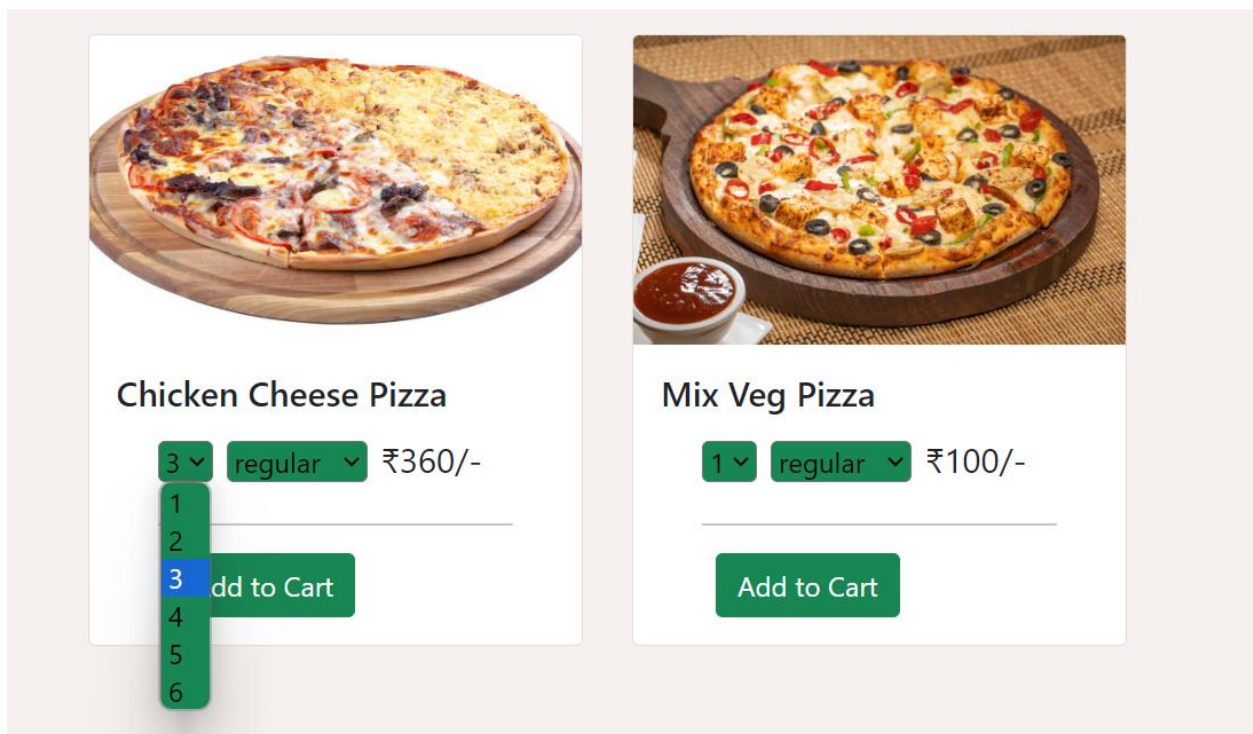 Chicken Cheese Pizza
3 regular ₹360/-
1
2
3
4
5
6
dd to Cart
Mix Veg Pizza
1 regular ₹100/-
Add to Cart